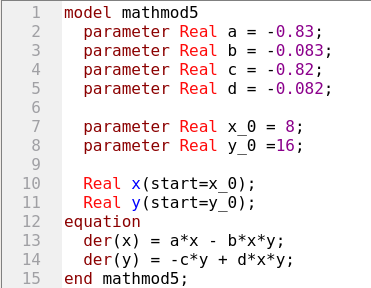 1 model mathmod5
2   parameter Real a = -0.83;
3   parameter Real b = -0.083;
4   parameter Real c = -0.82;
5   parameter Real d = -0.082;
6
7   parameter Real x_0 = 8;
8   parameter Real y_0 =16;
9
10   Real x(start=x_0);
11   Real y(start=y_0);
12 equation
13   der(x) = a*x - b*x*y;
14   der(y) = -c*y + d*x*y;
15 end mathmod5;